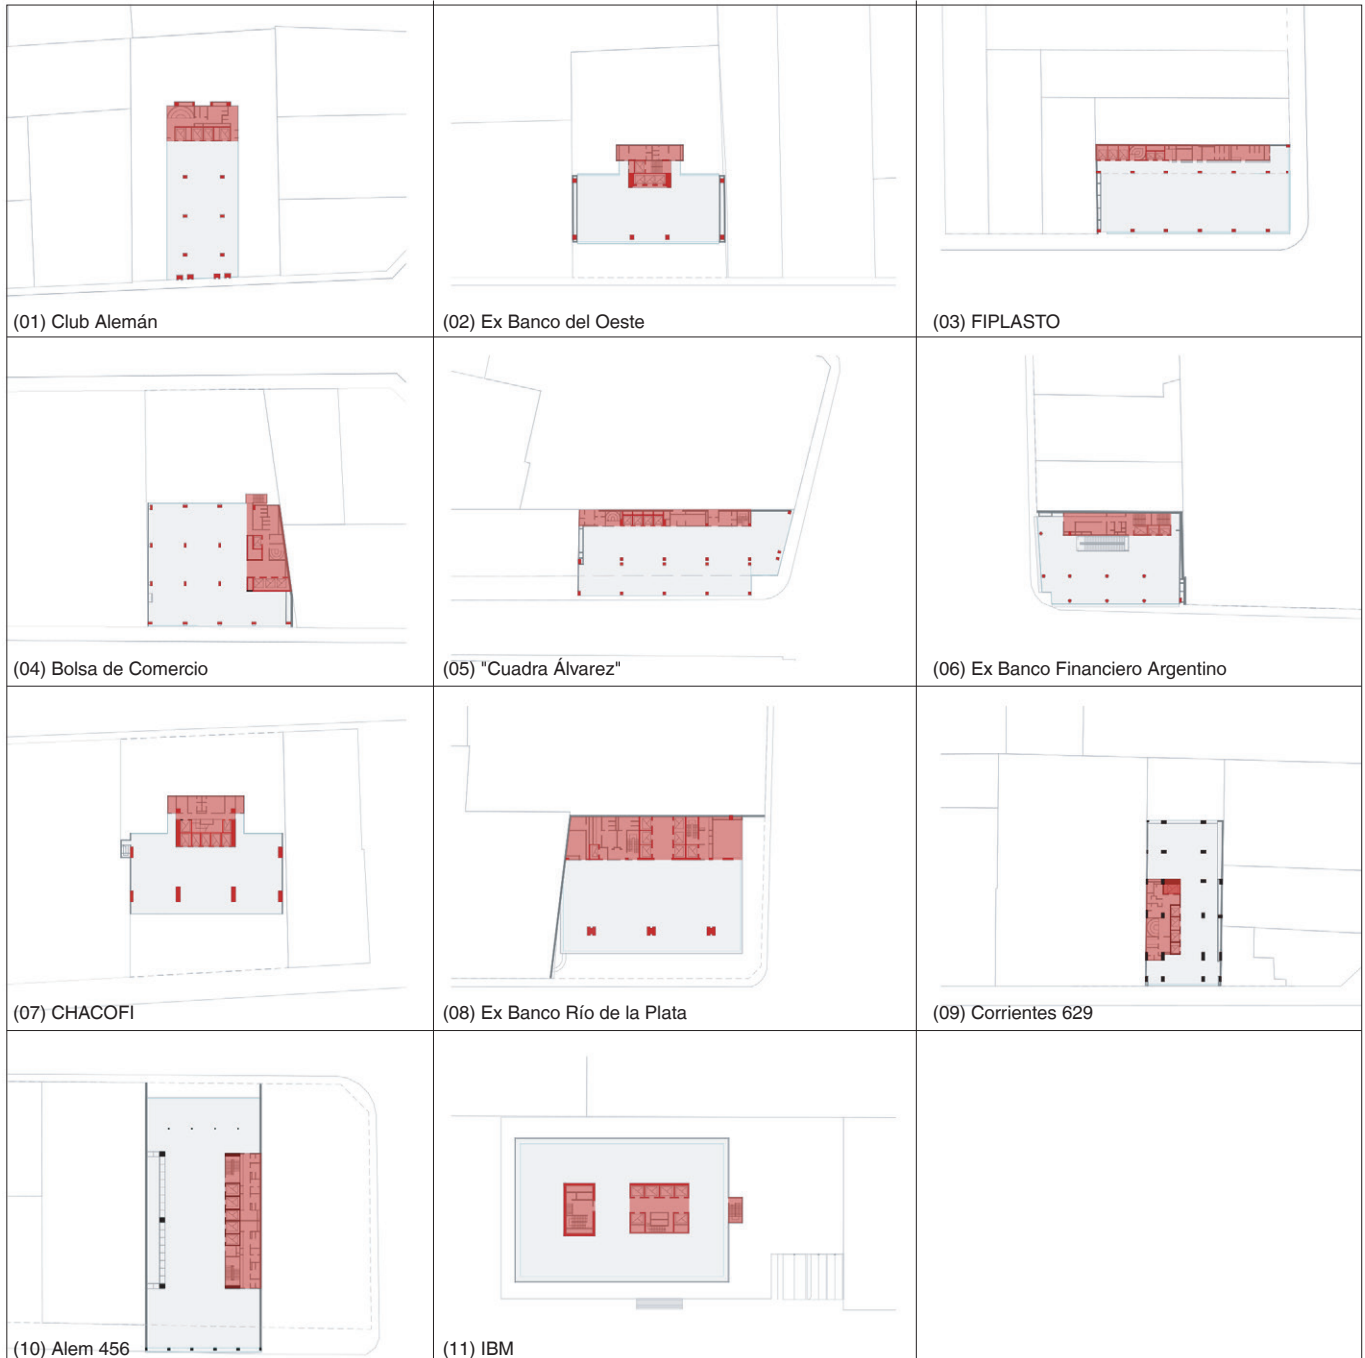 (01) Club Alemán
(02) Ex Banco del Oeste
(03) FIPLASTO
(04) Bolsa de Comercio
(05) "Cuadra Álvarez"
(06) Ex Banco Financiero Argentino
(07) CHACOFI
(08) Ex Banco Río de la Plata
(09) Corrientes 629
(10) Alem 456
(11) IBM